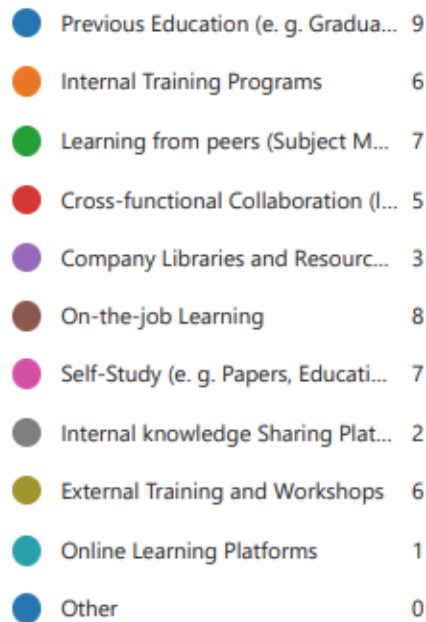 Previous Education (e. g. Gradua... 9
Internal Training Programs 6
Learning from peers (Subject M... 7
Cross-functional Collaboration (I... 5
Company Libraries and Resourc... 3
On-the-job Learning 8
Self-Study (e. g. Papers, Educati... 7
Internal knowledge Sharing Plat... 2
External Training and Workshops 6
Online Learning Platforms 1
Other 0